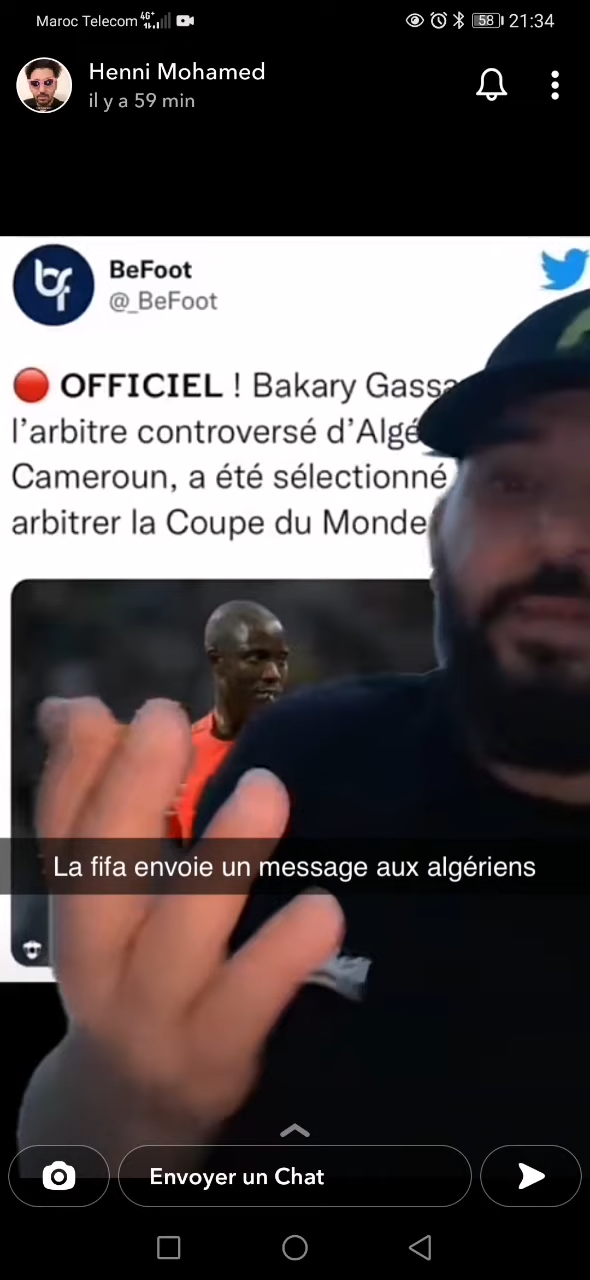 Maroc Telecom 4G+ 58 21:34
Henni Mohamed
il y a 59 min
BeFoot
@_BeFoot
🔴 OFFICIEL ! Bakary Gassa
l'arbitre controversé d'Algé
Cameroun, a été sélectionné
arbitrer la Coupe du Monde
La fifa envoie un message aux algériens
Envoyer un Chat